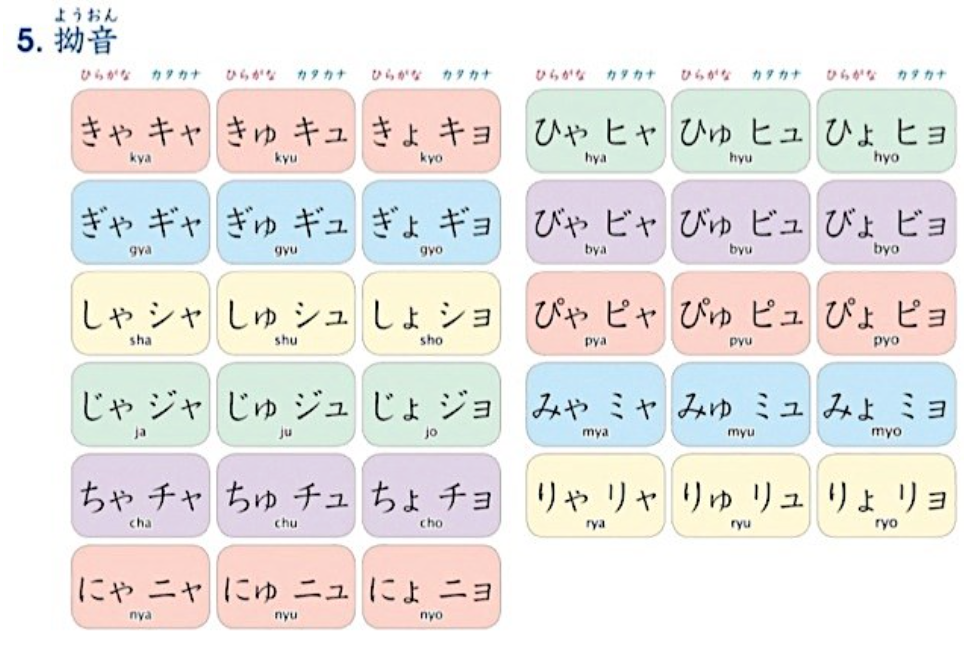 ようおん
5. 拗音
ひらがな カタカナ ひらがな カタカナ ひらがな カタカナ
きゃ キャ きゅ キュ きょ キョ
kya kyu kyo
ぎゃ ギャ ぎゅ ギュ ぎょ ギョ
gya gyu gyo
しゃ シャ しゅ シュ しょ ショ
sha shu sho
じゃ ジャ じゅ ジュ じょ ジョ
ja ju jo
ちゃ チャ ちゅ チュ ちょ チョ
cha chu cho
にゃ ニャ にゅ ニュ にょ ニョ
nya nyu nyo
ひらがな カタカナ ひらがな カタカナ ひらがな カタカナ
ひゃ ヒャ ひゅ ヒュ ひょ ヒョ
hya hyu hyo
びゃ ビャ びゅ ビュ びょ ビョ
bya byu byo
ぴゃ ピャ ぴゅ ピュ ぴょ ピョ
pya pyu pyo
みゃ ミャ みゅ ミュ みょ ミョ
mya myu myo
りゃ リャ りゅ リュ りょ リョ
rya ryu ryo